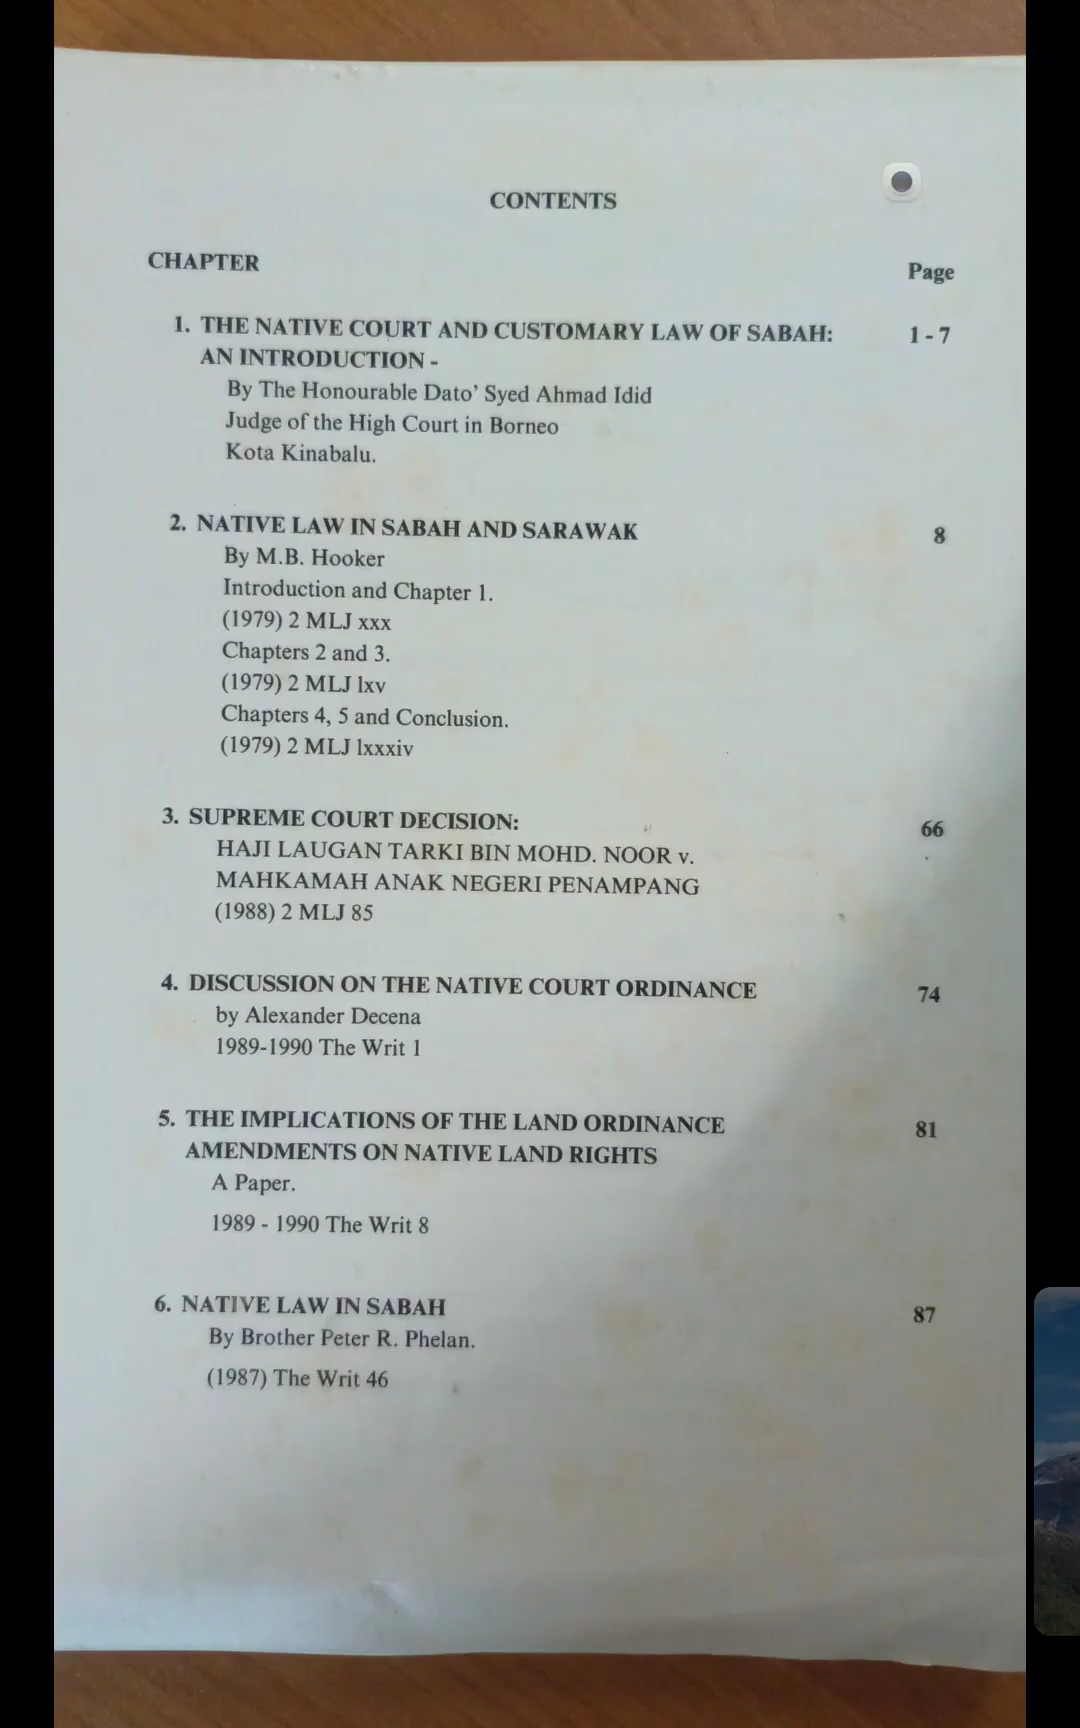 CONTENTS
CHAPTER
Page
1. THE NATIVE COURT AND CUSTOMARY LAW OF SABAH: 1 - 7
AN INTRODUCTION -
By The Honourable Dato' Syed Ahmad Idid
Judge of the High Court in Borneo
Kota Kinabalu.
2. NATIVE LAW IN SABAH AND SARAWAK 8
By M.B. Hooker
Introduction and Chapter 1.
(1979) 2 MLJ xxx
Chapters 2 and 3.
(1979) 2 MLJ lxv
Chapters 4, 5 and Conclusion.
(1979) 2 MLJ lxxxiv
3. SUPREME COURT DECISION: 66
HAJI LAUGAN TARKI BIN MOHD. NOOR v.
MAHKAMAH ANAK NEGERI PENAMPANG
(1988) 2 MLJ 85
4. DISCUSSION ON THE NATIVE COURT ORDINANCE 74
by Alexander Decena
1989-1990 The Writ 1
5. THE IMPLICATIONS OF THE LAND ORDINANCE 81
AMENDMENTS ON NATIVE LAND RIGHTS
A Paper.
1989 - 1990 The Writ 8
6. NATIVE LAW IN SABAH 87
By Brother Peter R. Phelan.
(1987) The Writ 46